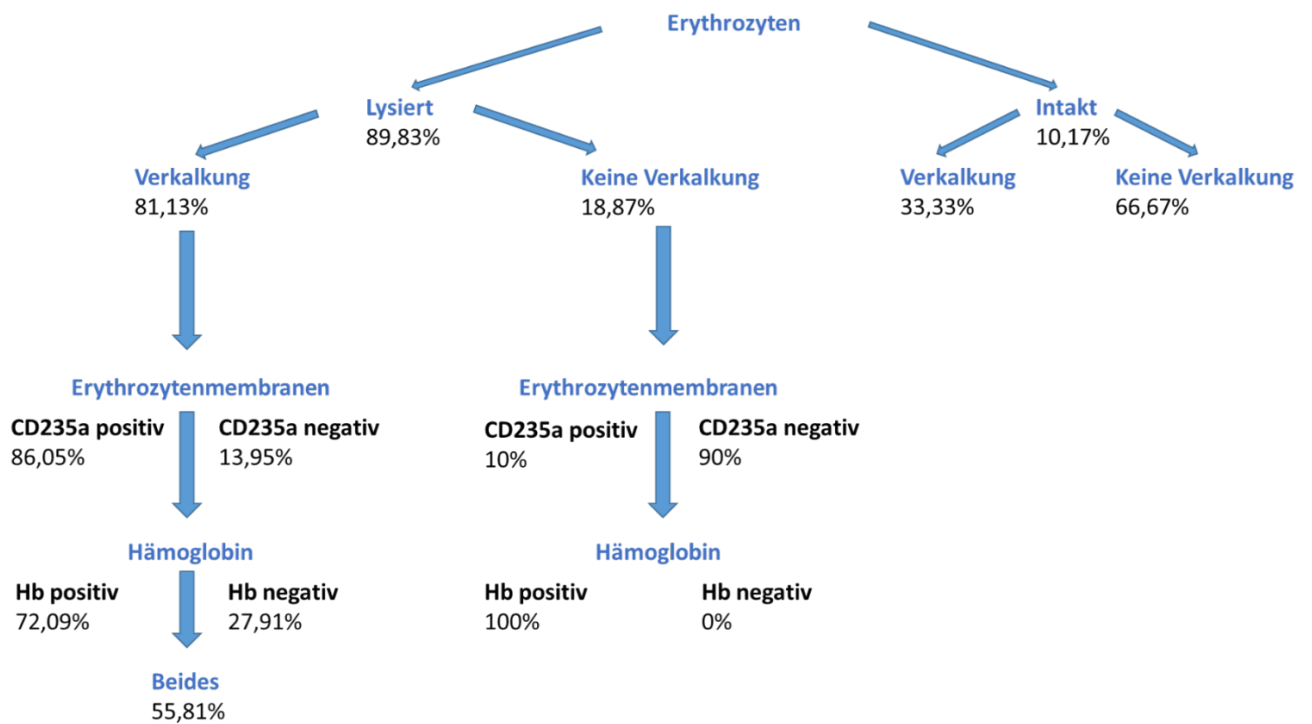 Erythrozyten
Lysiert
89,83%
Intakt
10,17%
Verkalkung
81,13%
Keine Verkalkung
18,87%
Verkalkung
33,33%
Keine Verkalkung
66,67%
Erythrozytenmembranen
CD235a positiv
86,05%
CD235a negativ
13,95%
Erythrozytenmembranen
CD235a positiv
10%
CD235a negativ
90%
Hämoglobin
Hb positiv
72,09%
Hb negativ
27,91%
Hämoglobin
Hb positiv
100%
Hb negativ
0%
Beides
55,81%